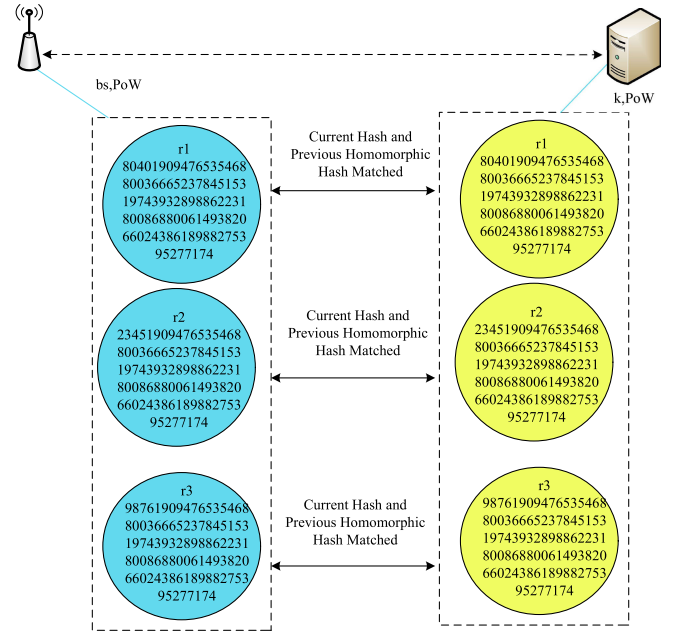 bs,PoW
k,PoW
r1
80401909476535468
80036665237845153
19743932898862231
80086880061493820
66024386189882753
95277174
Current Hash and
Previous Homomorphic
Hash Matched
r1
80401909476535468
80036665237845153
19743932898862231
80086880061493820
66024386189882753
95277174
r2
23451909476535468
80036665237845153
19743932898862231
80086880061493820
66024386189882753
95277174
Current Hash and
Previous Homomorphic
Hash Matched
r2
23451909476535468
80036665237845153
19743932898862231
80086880061493820
66024386189882753
95277174
r3
98761909476535468
80036665237845153
19743932898862231
80086880061493820
66024386189882753
95277174
Current Hash and
Previous Homomorphic
Hash Matched
r3
98761909476535468
80036665237845153
19743932898862231
80086880061493820
66024386189882753
95277174